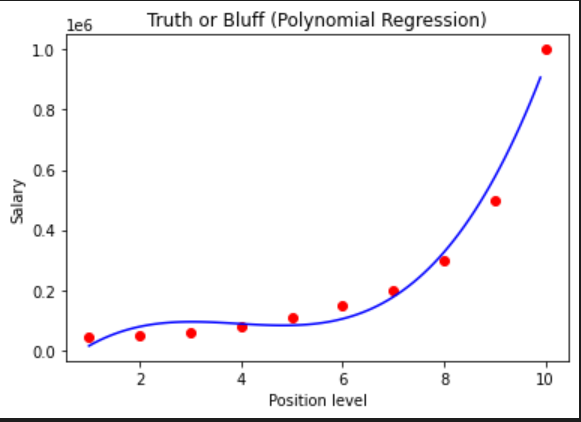 Truth or Bluff (Polynomial Regression)
1e6
1.0
0.8
0.6
0.4
0.2
0.0
Salary
2 4 6 8 10
Position level